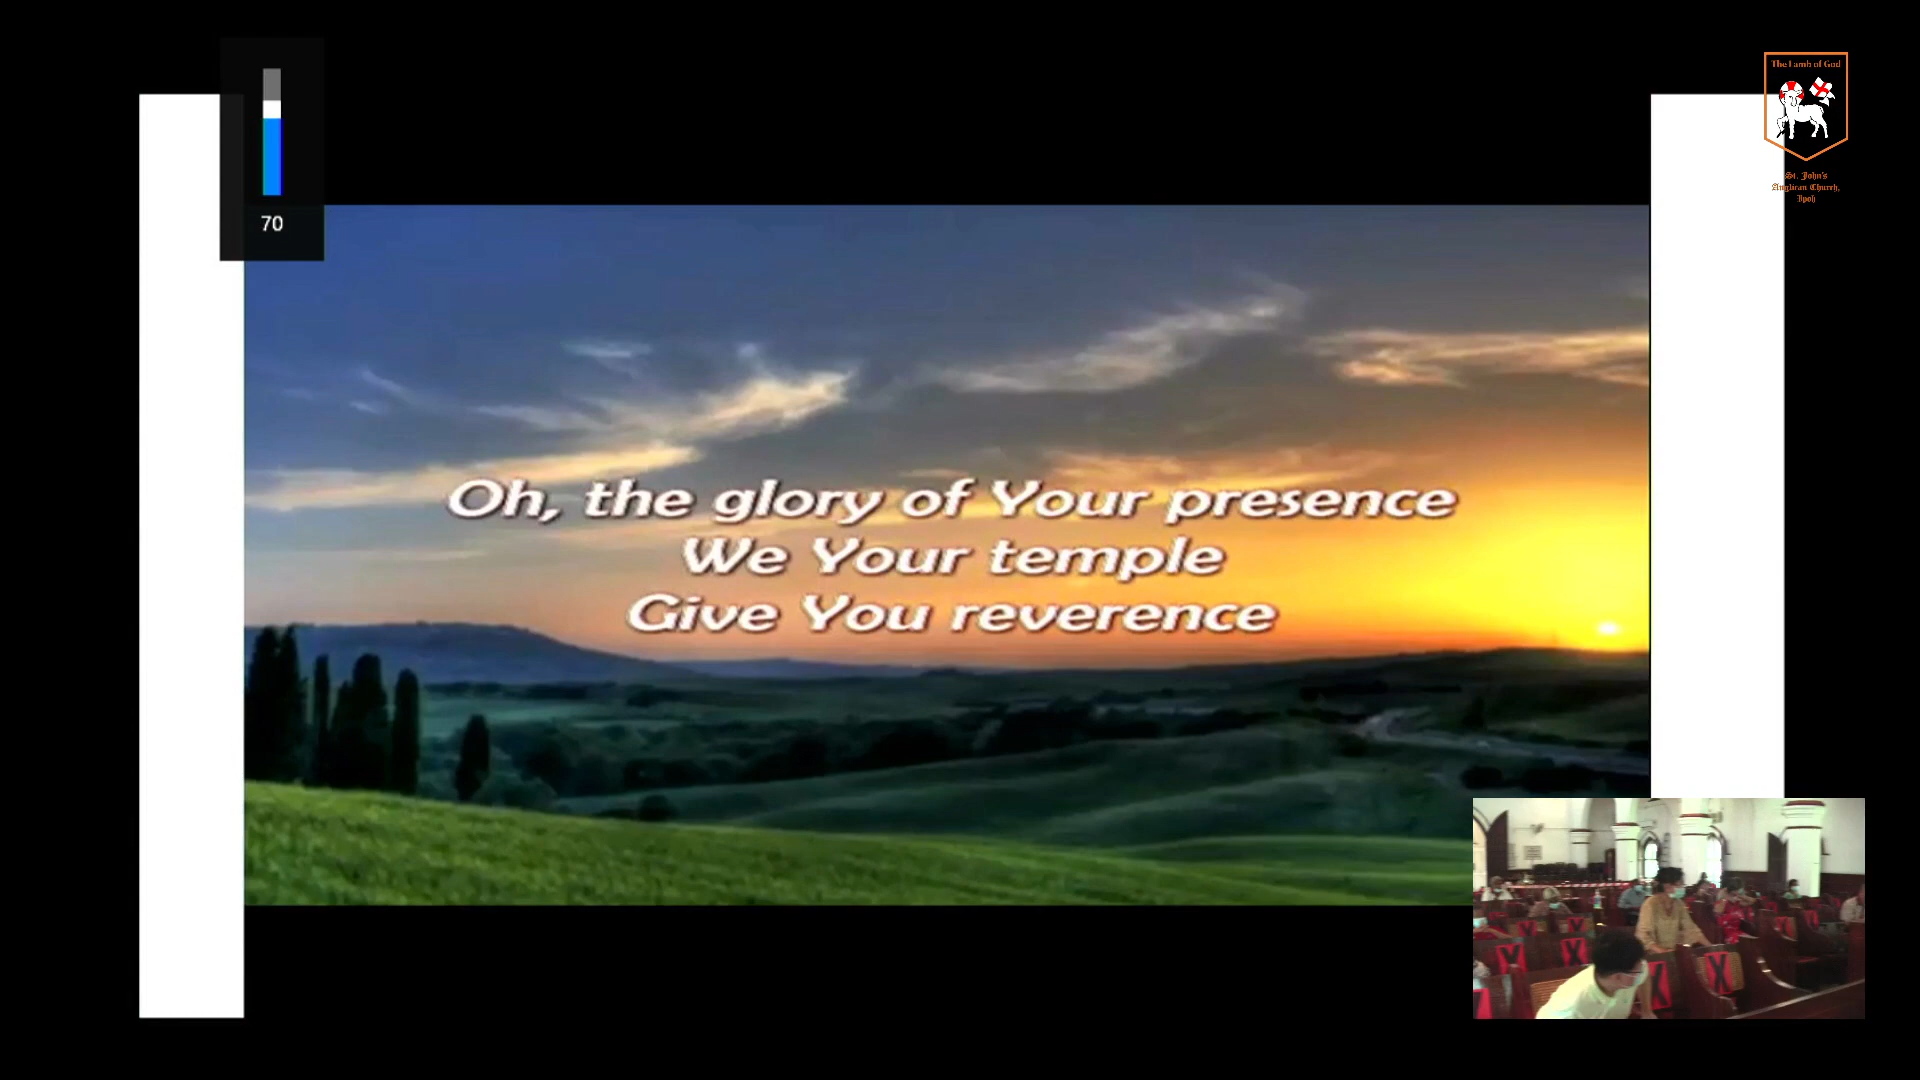 The Lamb of God
St. John's
Anglican Church,
Ipoh
70
Oh, the glory of Your presence
We Your temple
Give You reverence